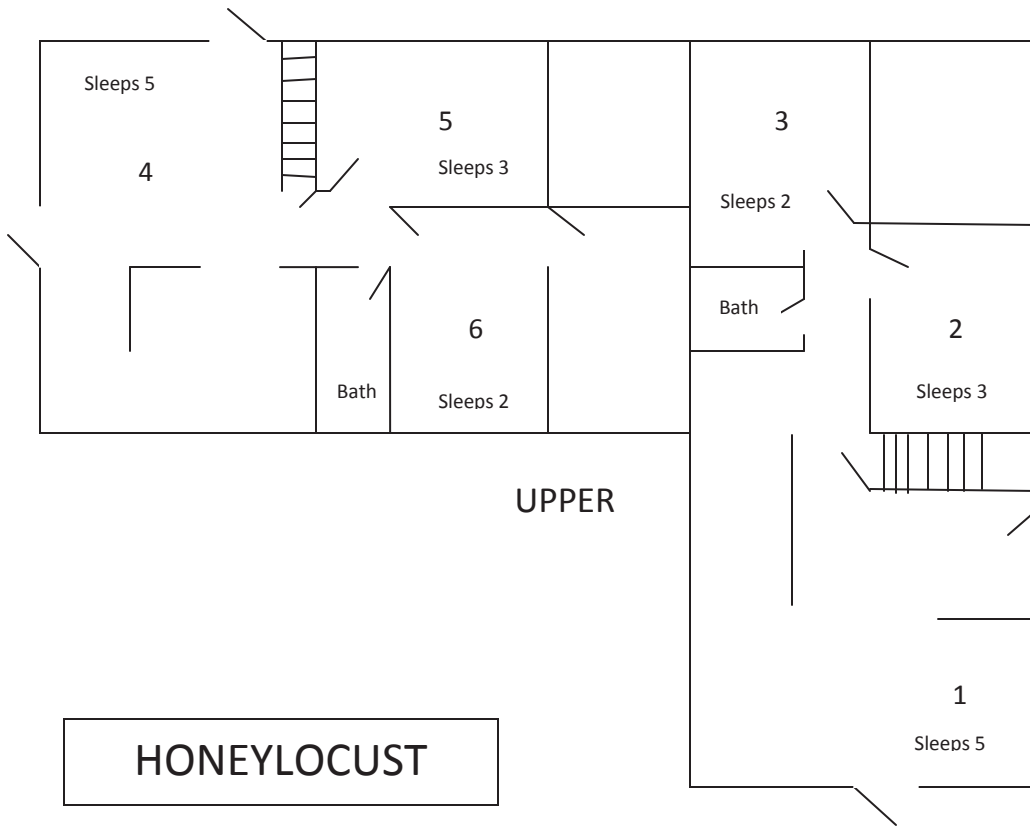 Sleeps 5
4
5
Sleeps 3
3
Sleeps 2
Bath
2
Sleeps 3
6
Bath
Sleeps 2
UPPER
1
Sleeps 5
HONEYLOCUST